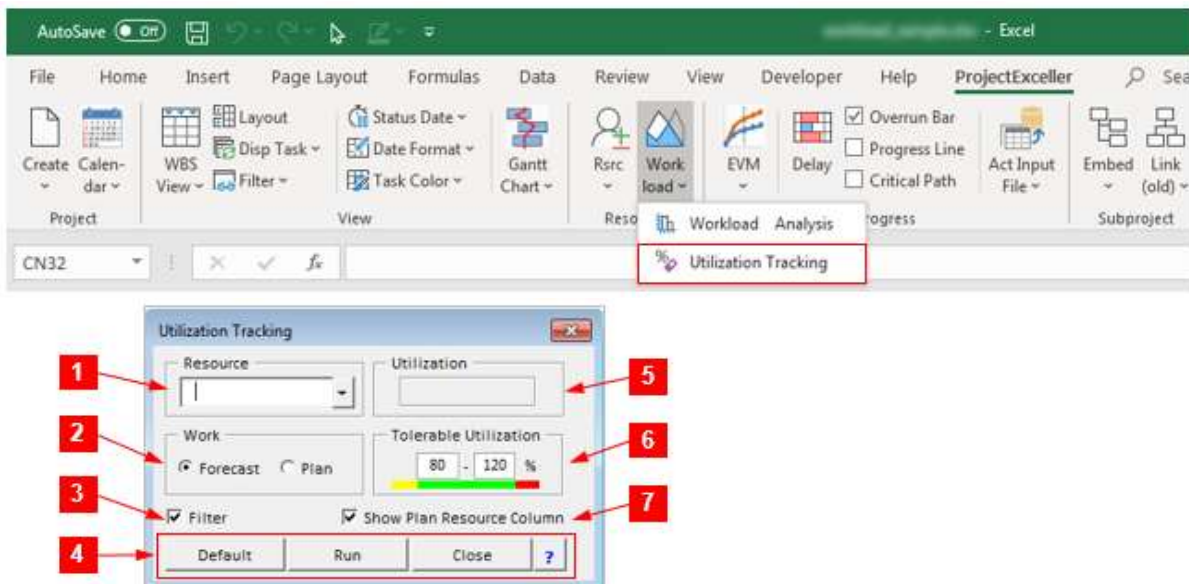 AutoSave Off - Excel
File Home Insert Page Layout Formulas Data Review View Developer Help ProjectExceller Sea
Create Calen-
dar
Project
WBS
View
Layout
Disp Task
Filter
Status Date
Date Format
Task Color
Gantt
Chart
View
Rsrc
Work
load
Reso
EVM
Delay
Overrun Bar
Progress Line
Critical Path
Act Input
File
ogress
Embed
Link
(old)
Subproject
Workload Analysis
Utilization Tracking
CN32 fx
Utilization Tracking
1 Resource
Utilization 5
2 Work
Forecast Plan
Tolerable Utilization 6
80 - 120 %
3 Filter
Show Plan Resource Column 7
4 Default Run Close ?